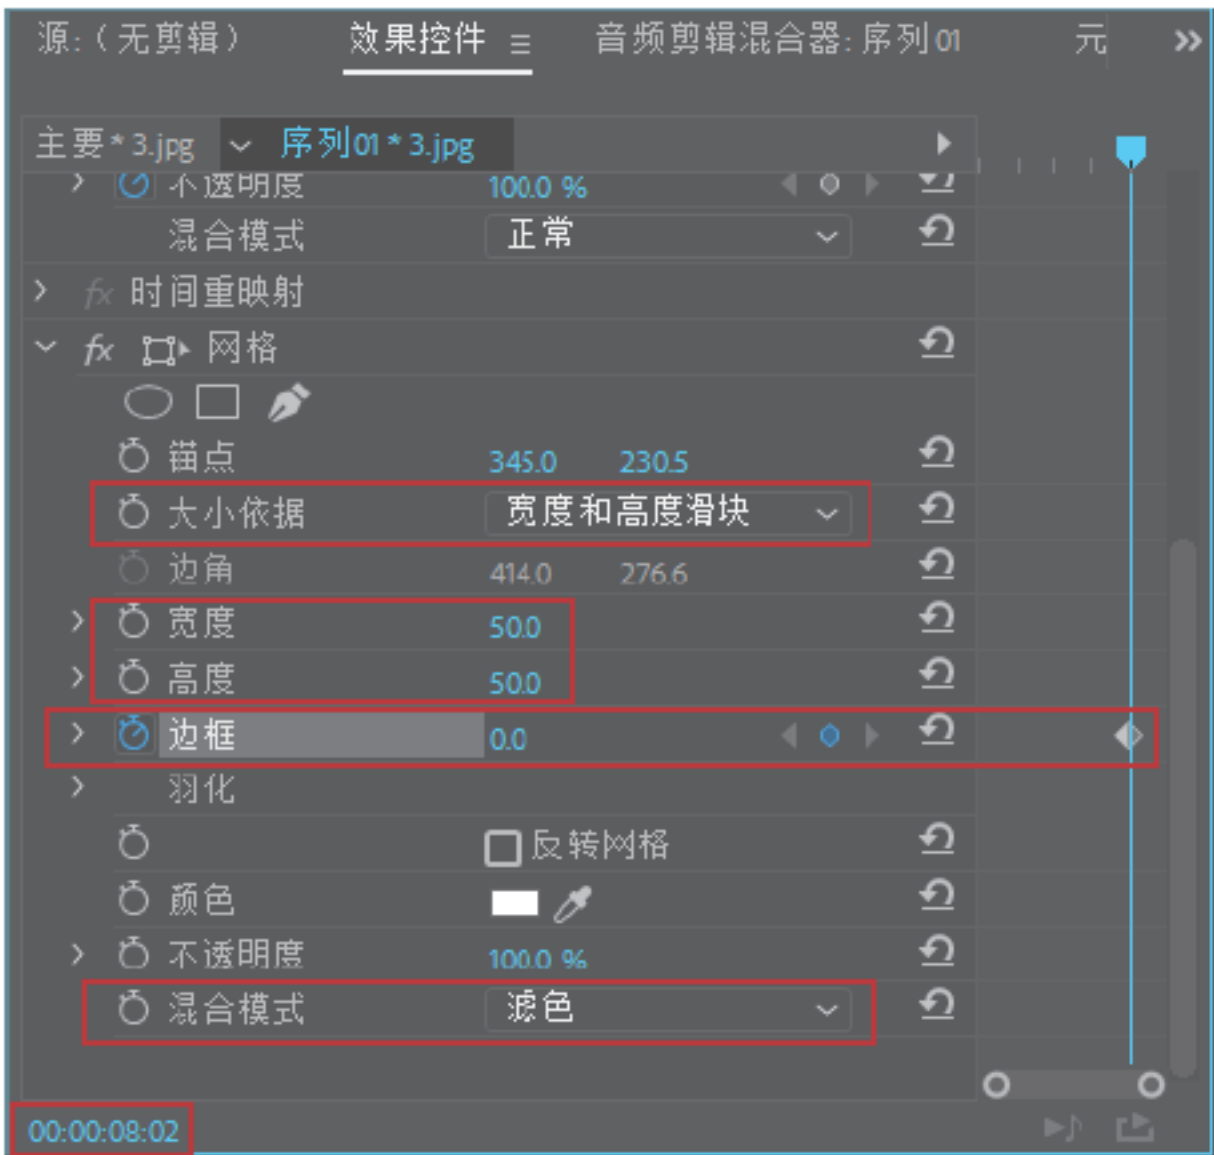 源:（无剪辑） 效果控件 音频剪辑混合器: 序列 01 元
主要 * 3.jpg 序列 01 * 3.jpg
不透明度 100.0 %
混合模式 正常
fx 时间重映射
fx 网格
锚点 345.0 230.5
大小依据 宽度和高度滑块
边角 414.0 276.6
宽度 50.0
高度 50.0
边框 0.0
羽化
反转网格
颜色
不透明度 100.0 %
混合模式 滤色
00:00:08:02